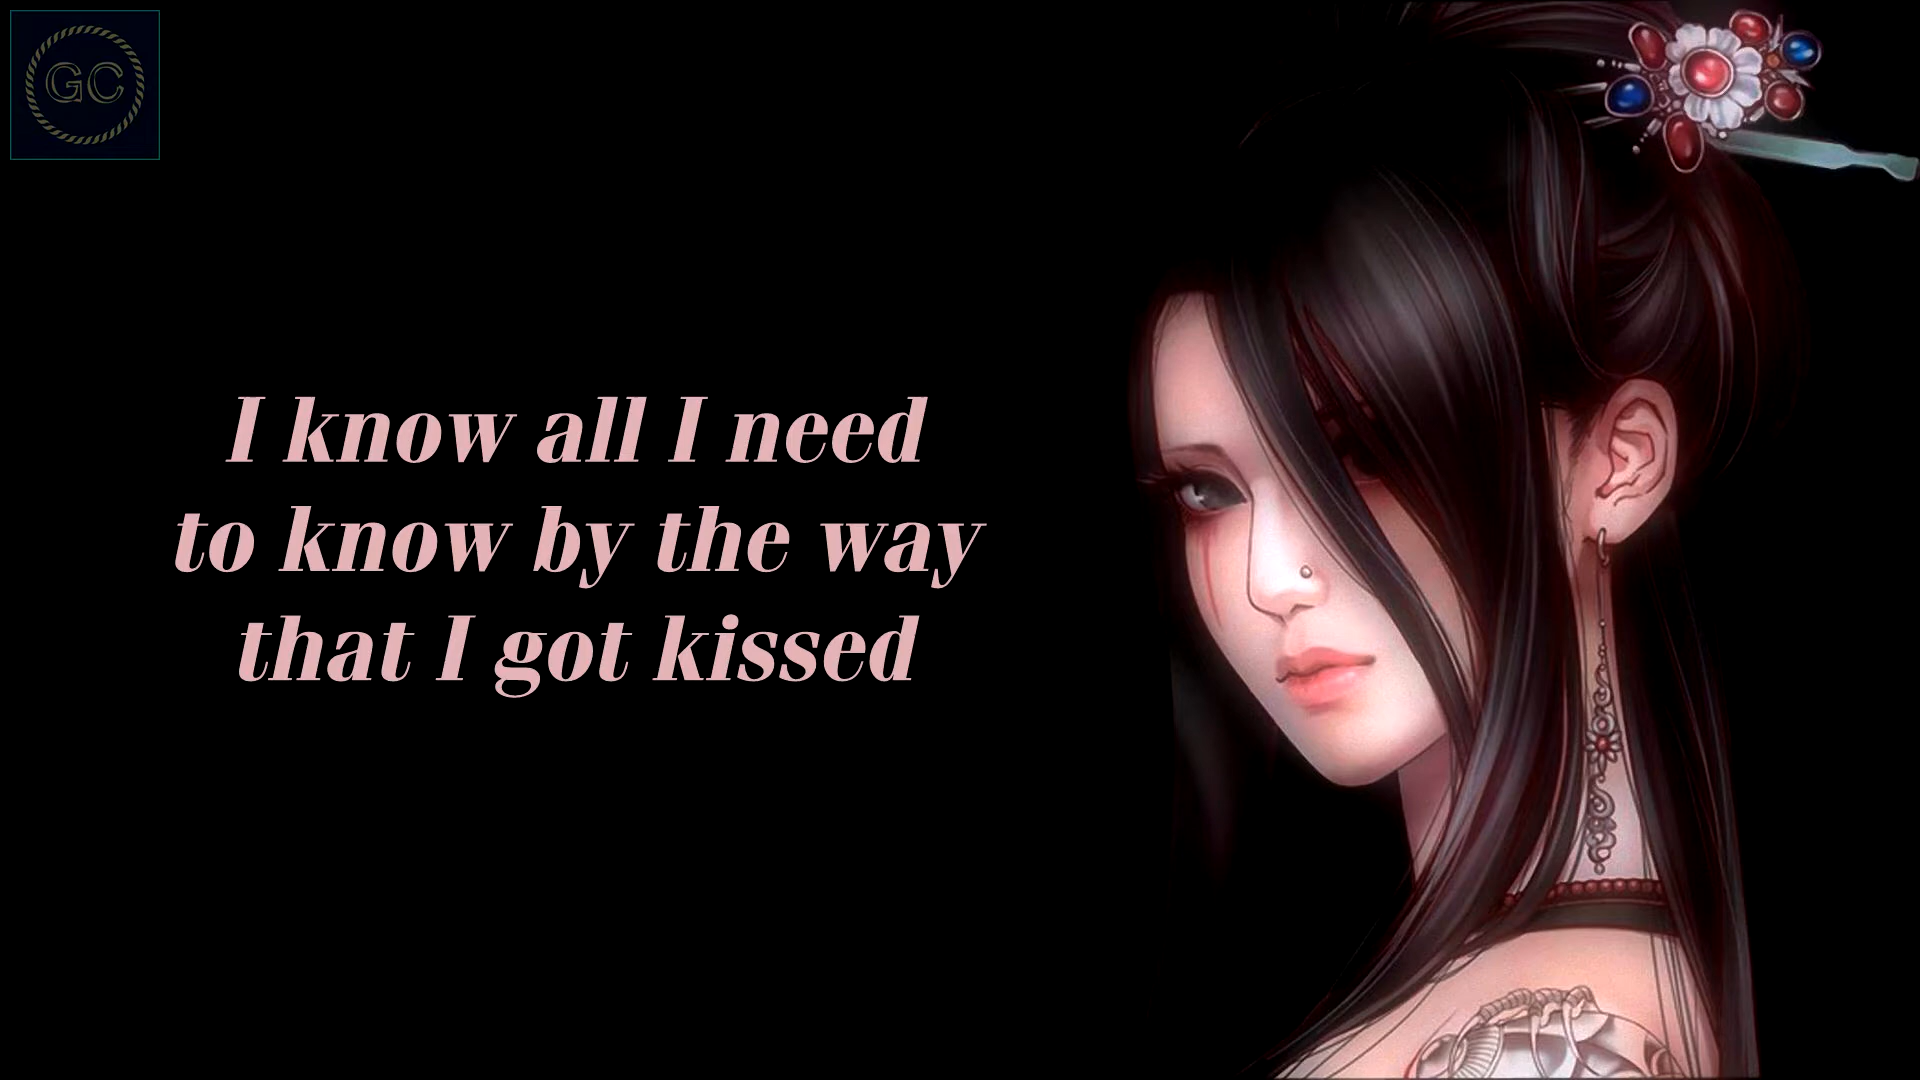 GC
I know all I need
to know by the way
that I got kissed